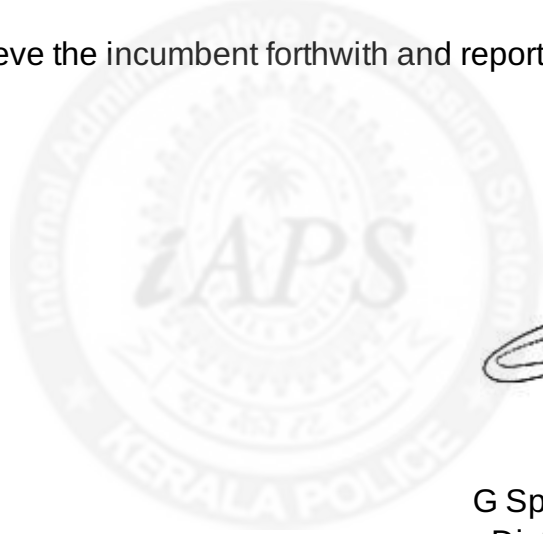 eve the incumbent forthwith and report
Internal Administrative Processing System
iAPS
KERALA POLICE
G Sp